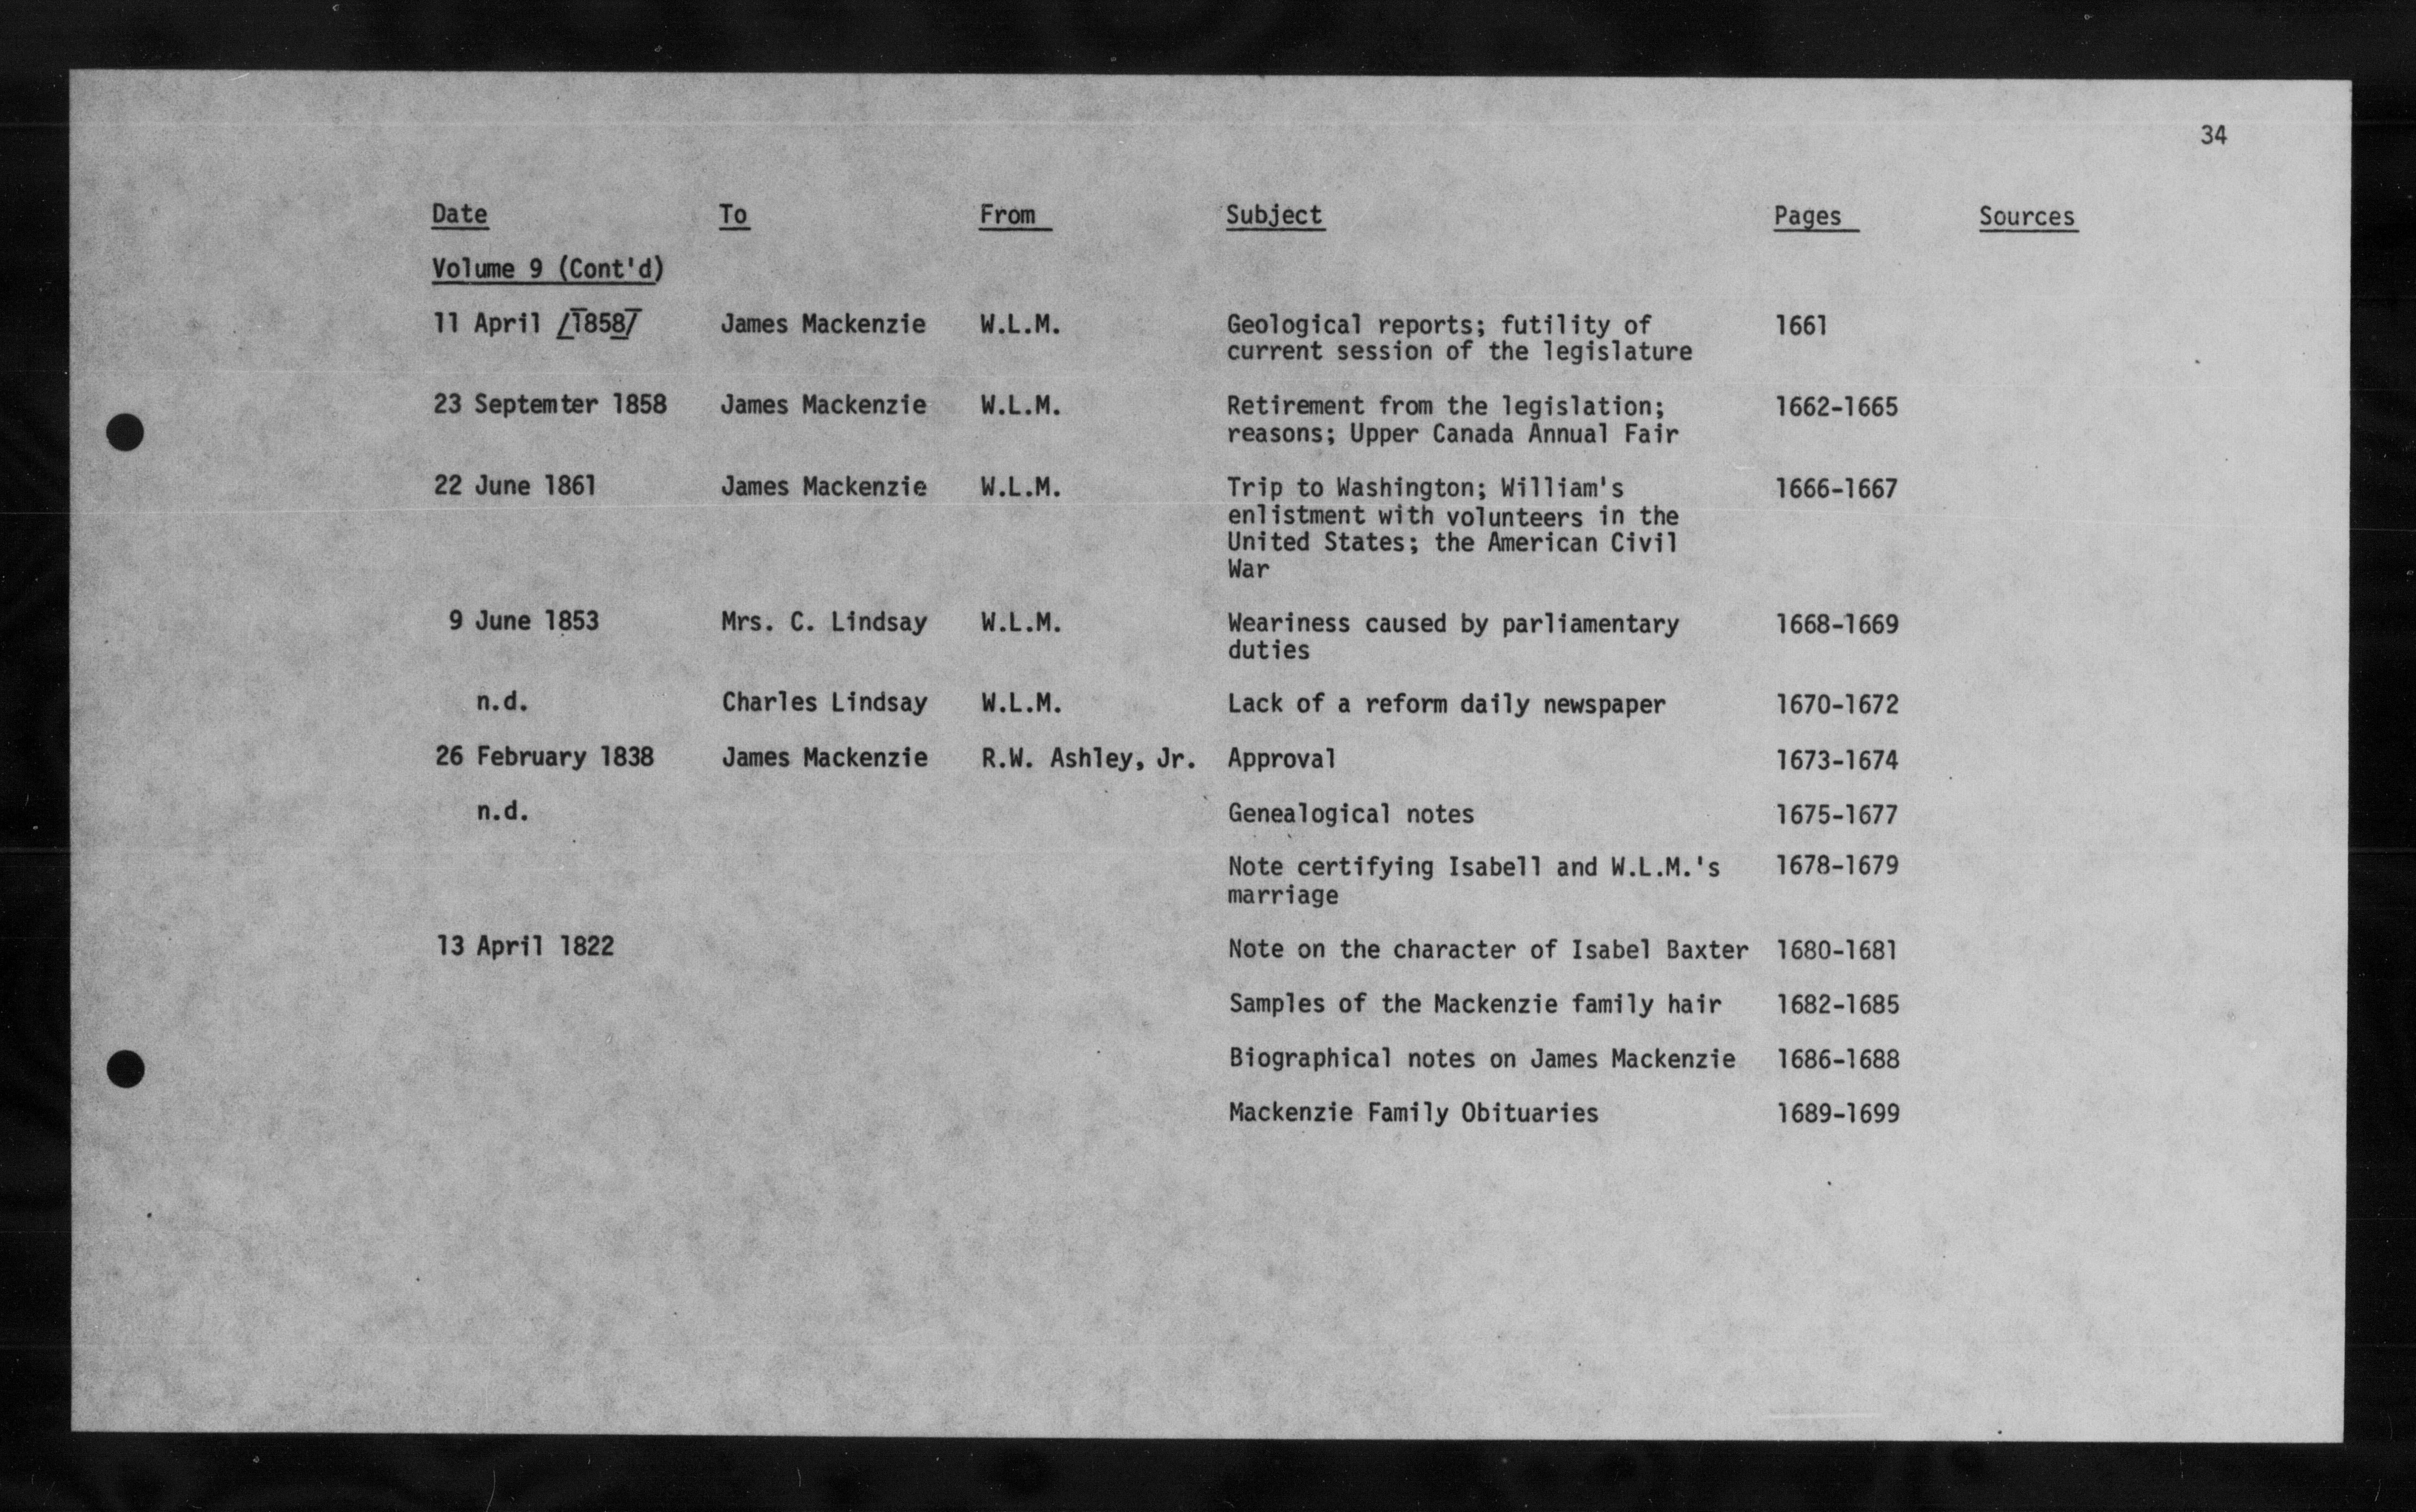 34
Date To From Subject Pages Sources
Volume 9 (Cont'd)
11 April [1858] James Mackenzie W.L.M. Geological reports; futility of 1661
current session of the legislature
23 Septemter 1858 James Mackenzie W.L.M. Retirement from the legislation; 1662-1665
reasons; Upper Canada Annual Fair
22 June 1861 James Mackenzie W.L.M. Trip to Washington; William's 1666-1667
enlistment with volunteers in the
United States; the American Civil
War
9 June 1853 Mrs. C. Lindsay W.L.M. Weariness caused by parliamentary 1668-1669
duties
n.d. Charles Lindsay W.L.M. Lack of a reform daily newspaper 1670-1672
26 February 1838 James Mackenzie R.W. Ashley, Jr. Approval 1673-1674
n.d. Genealogical notes 1675-1677
Note certifying Isabell and W.L.M.'s 1678-1679
marriage
13 April 1822 Note on the character of Isabel Baxter 1680-1681
Samples of the Mackenzie family hair 1682-1685
Biographical notes on James Mackenzie 1686-1688
Mackenzie Family Obituaries 1689-1699